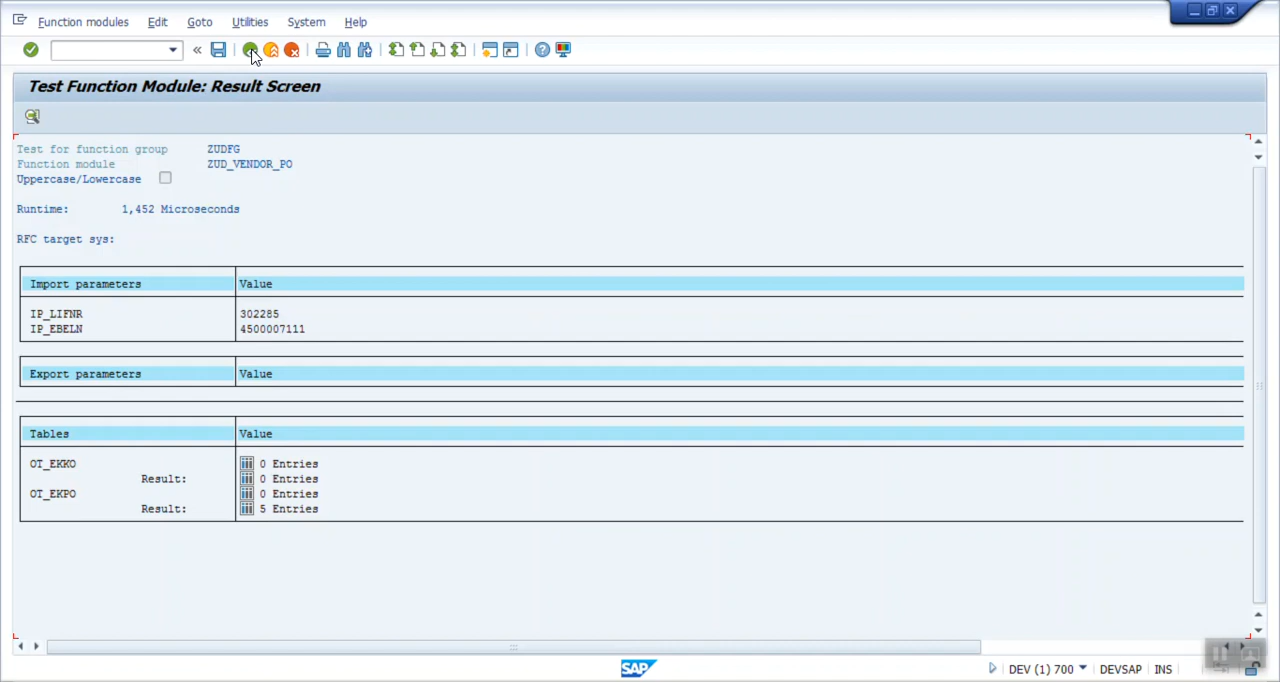 Function modules Edit Goto Utilities System Help
Test Function Module: Result Screen
Test for function group ZUDFG
Function module ZUD_VENDOR_PO
Uppercase/Lowercase
Runtime: 1,452 Microseconds
RFC target sys:
Import parameters Value
IP_LIFNR 302285
IP_EBELN 4500007111
Export parameters Value
Tables Value
OT_EKKO 0 Entries
Result: 0 Entries
OT_EKPO 0 Entries
Result: 5 Entries
SAP DEV (1) 700 DEVSAP INS